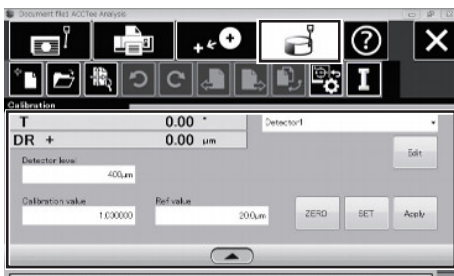 Document files ACCTee Analysis
Calibration
T 0.00 °
Detector1
DR + 0.00 µm
Edit
Detector level
400µm
Calibration value Ref value
1.000000 20.0µm
ZERO SET Apply